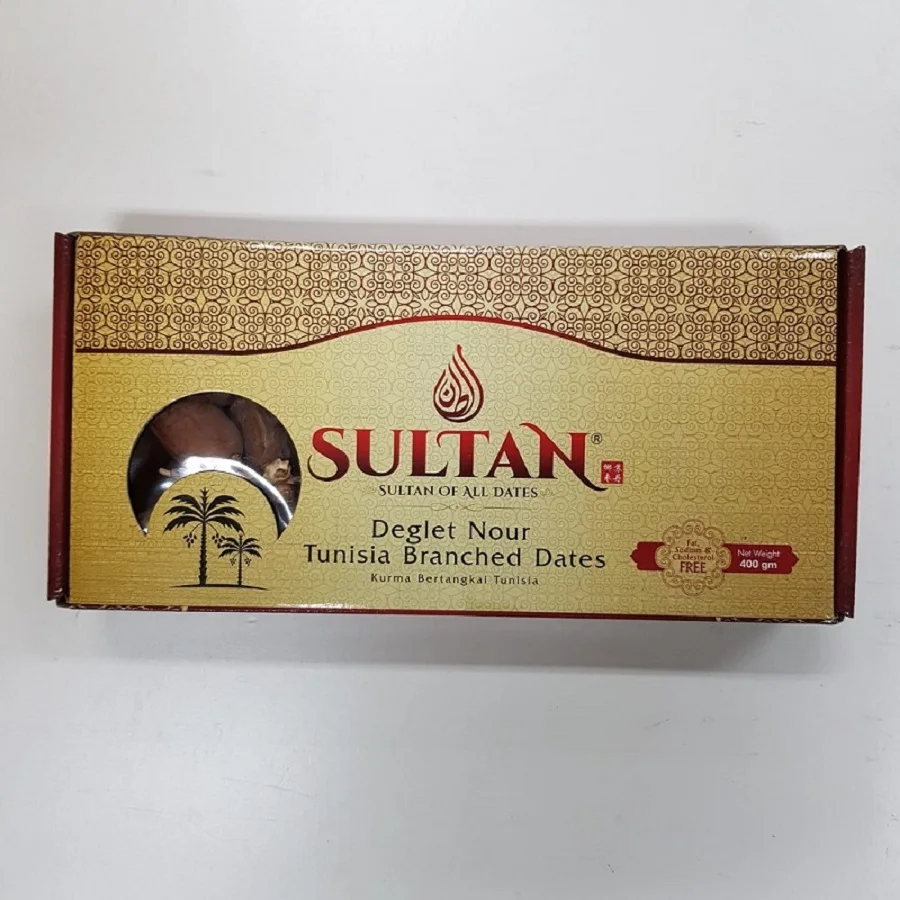 SULTAN®
SULTAN OF ALL DATES
Deglet Nour
Tunisia Branched Dates
Kurma Bertangkai Tunisia
Fat,
Sodium &
Cholesterol
FREE
Net Weight
400 gm